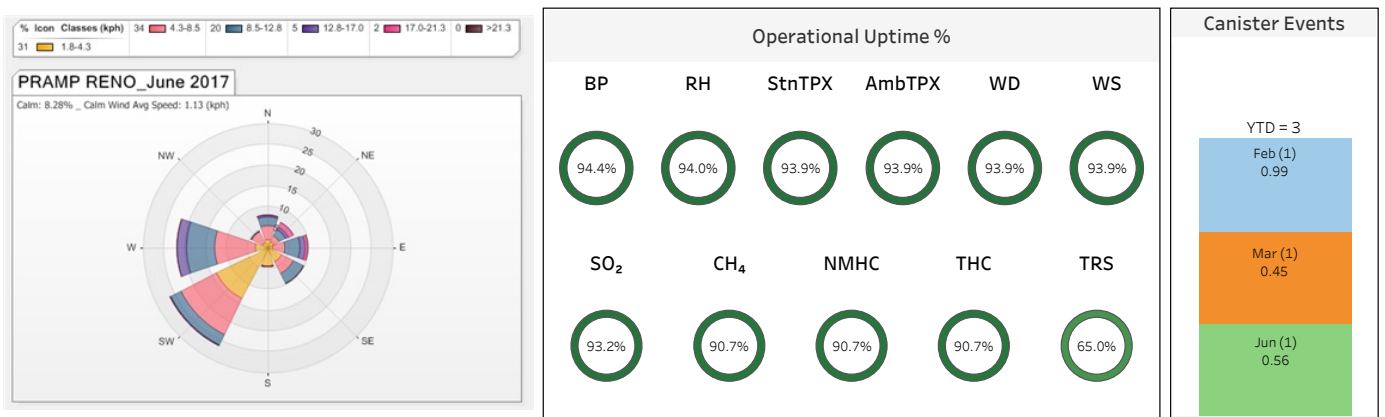 % Icon Classes (kph) 34 4.3-8.5 20 8.5-12.8 5 12.8-17.0 2 17.0-21.3 0 >21.3
31 1.8-4.3
PRAMP RENO_June 2017
Calm: 8.28% _ Calm Wind Avg Speed: 1.13 (kph)
N
30
25
20
15
10
NW
NE
W
E
SW
SE
S
Operational Uptime %
BP RH StnTPX AmbTPX WD WS
94.4% 94.0% 93.9% 93.9% 93.9% 93.9%
SO₂ CH₄ NMHC THC TRS
93.2% 90.7% 90.7% 90.7% 65.0%
Canister Events
YTD = 3
Feb (1)
0.99
Mar (1)
0.45
Jun (1)
0.56